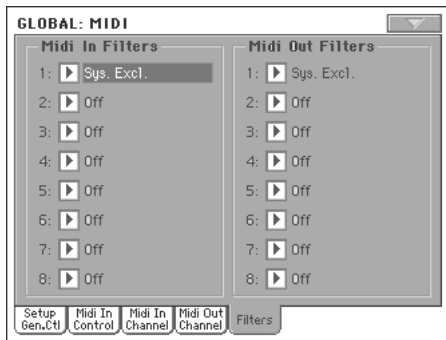 GLOBAL: MIDI
Midi In Filters
1: Sys. Excl.
2: Off
3: Off
4: Off
5: Off
6: Off
7: Off
8: Off
Midi Out Filters
1: Sys. Excl.
2: Off
3: Off
4: Off
5: Off
6: Off
7: Off
8: Off
Setup Gen.Ctl
Midi In Control
Midi In Channel
Midi Out Channel
Filters